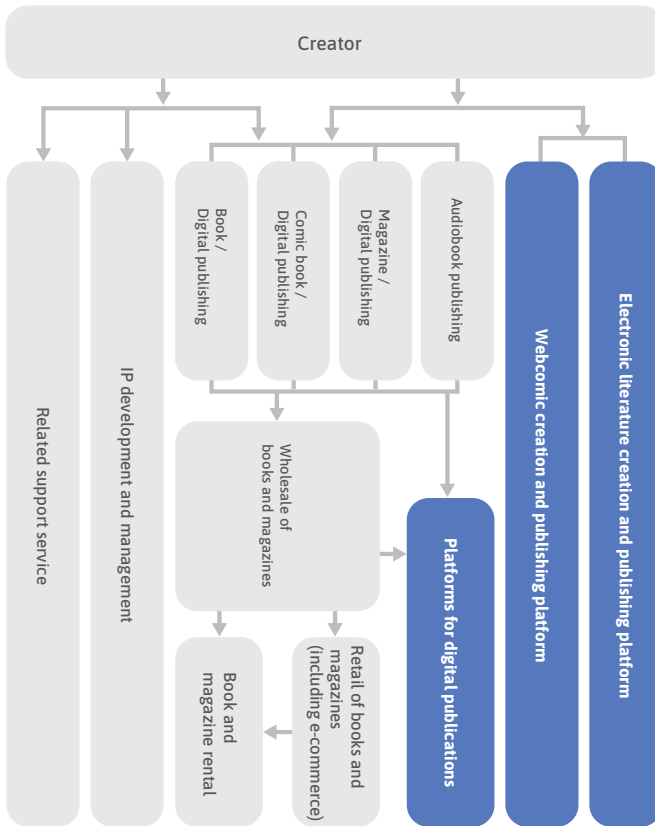 Creator
Related support service
IP development and management
Book /
Digital publishing
Comic book /
Digital publishing
Magazine /
Digital publishing
Audiobook publishing
Webcomic creation and publishing platform
Electronic literature creation and publishing platform
Wholesale of
books and magazines
Platforms for digital publications
Book and
magazine rental
Retail of books and
magazines
(including e-commerce)